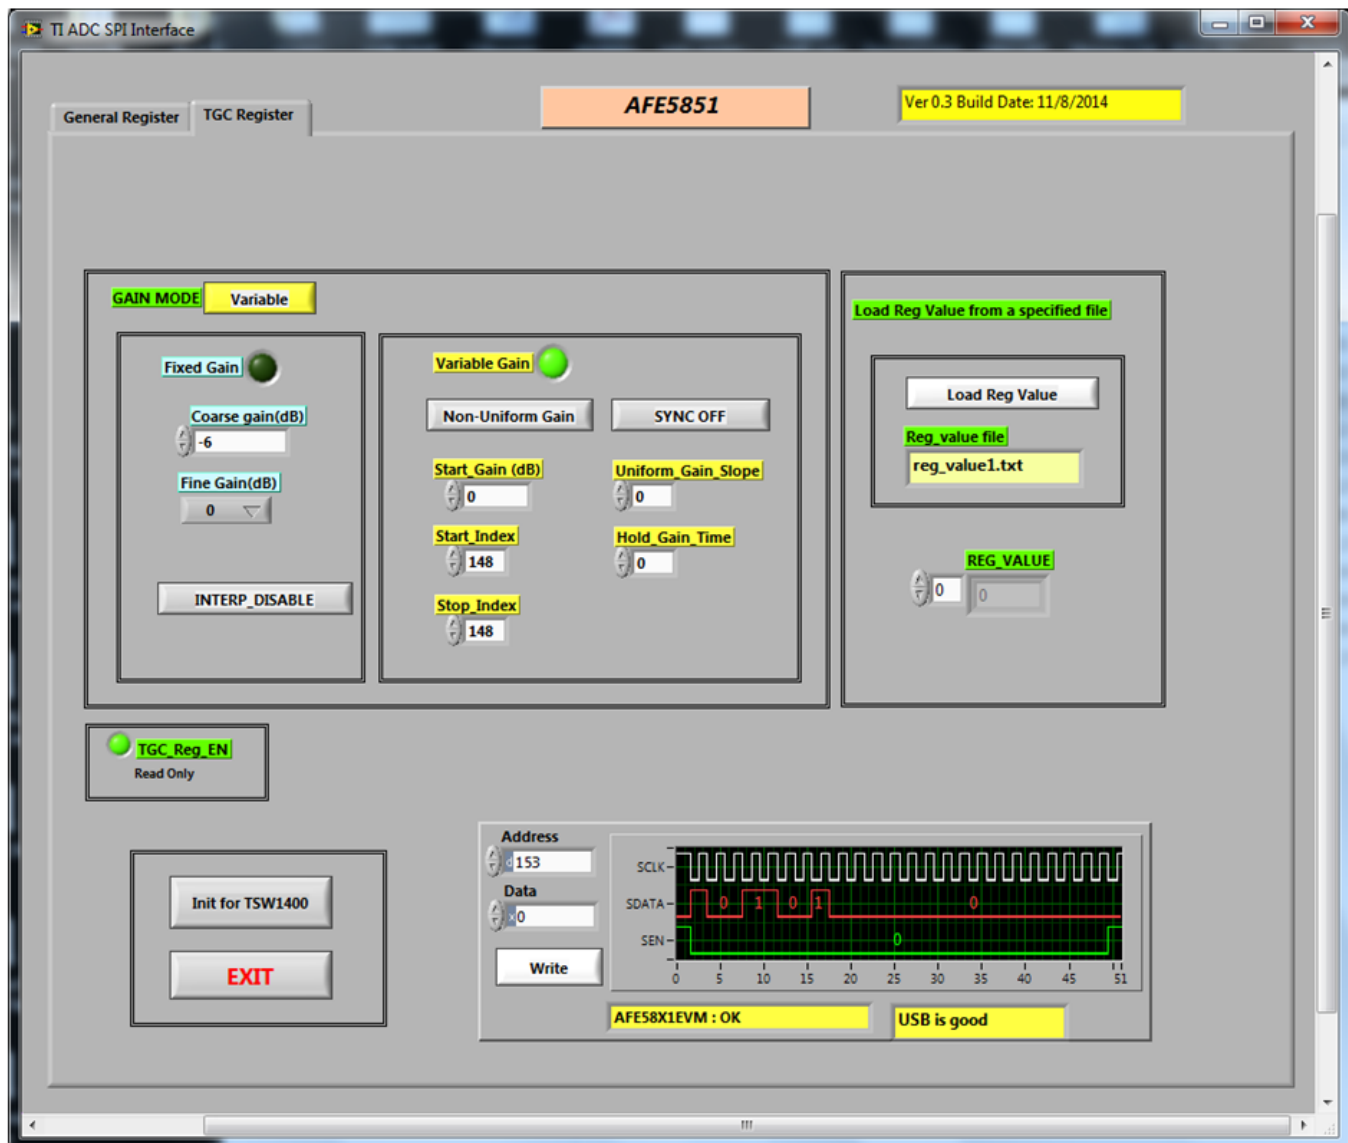 TI ADC SPI Interface
General Register
TGC Register
AFE5851
Ver 0.3 Build Date: 11/8/2014
GAIN MODE
Variable
Fixed Gain
Coarse gain(dB)
-6
Fine Gain(dB)
0
INTERP_DISABLE
Variable Gain
Non-Uniform Gain
SYNC OFF
Start_Gain (dB)
0
Uniform_Gain_Slope
0
Start_Index
148
Hold_Gain_Time
0
Stop_Index
148
Load Reg Value from a specified file
Load Reg Value
Reg_value file
reg_value1.txt
REG_VALUE
0
0
TGC_Reg_EN
Read Only
Init for TSW1400
EXIT
Address
d 153
Data
x 0
Write
SCLK
SDATA
0 1 0 1 0
SEN
0
0 5 10 15 20 25 30 35 40 45 51
AFE58X1EVM : OK
USB is good